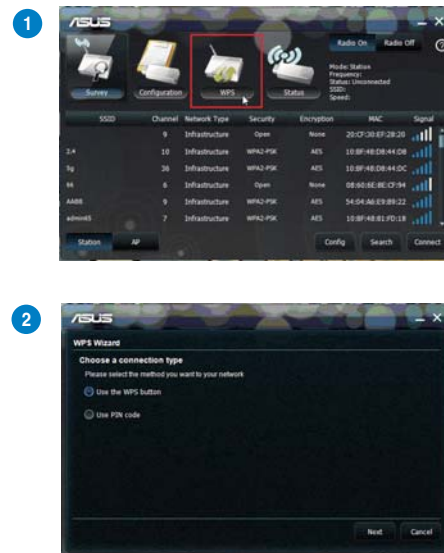 1
ASUS
Radio On Radio Off
Mode: Station
Frequency:
Status: Unconnected
SSID:
Speed:
Survey Configuration WPS Status
SSID Channel Network Type Security Encryption MAC Signal
9 Infrastructure Open None 20:CF:30:EF:28:20
2.4 10 Infrastructure WPA2-PSK AES 10:BF:48:D8:44:D8
5g 36 Infrastructure WPA2-PSK AES 10:BF:48:D8:44:DC
96 6 Infrastructure Open None 08:60:6E:8E:CF:94
AABB 9 Infrastructure WPA2-PSK AES 54:04:A6:E9:B9:22
admin65 7 Infrastructure WPA2-PSK AES 10:BF:48:81:FD:18
Station AP Config Search Connect
2
ASUS
WPS Wizard
Choose a connection type
Please select the method you want to your network
Use the WPS button
Use PIN code
Next Cancel